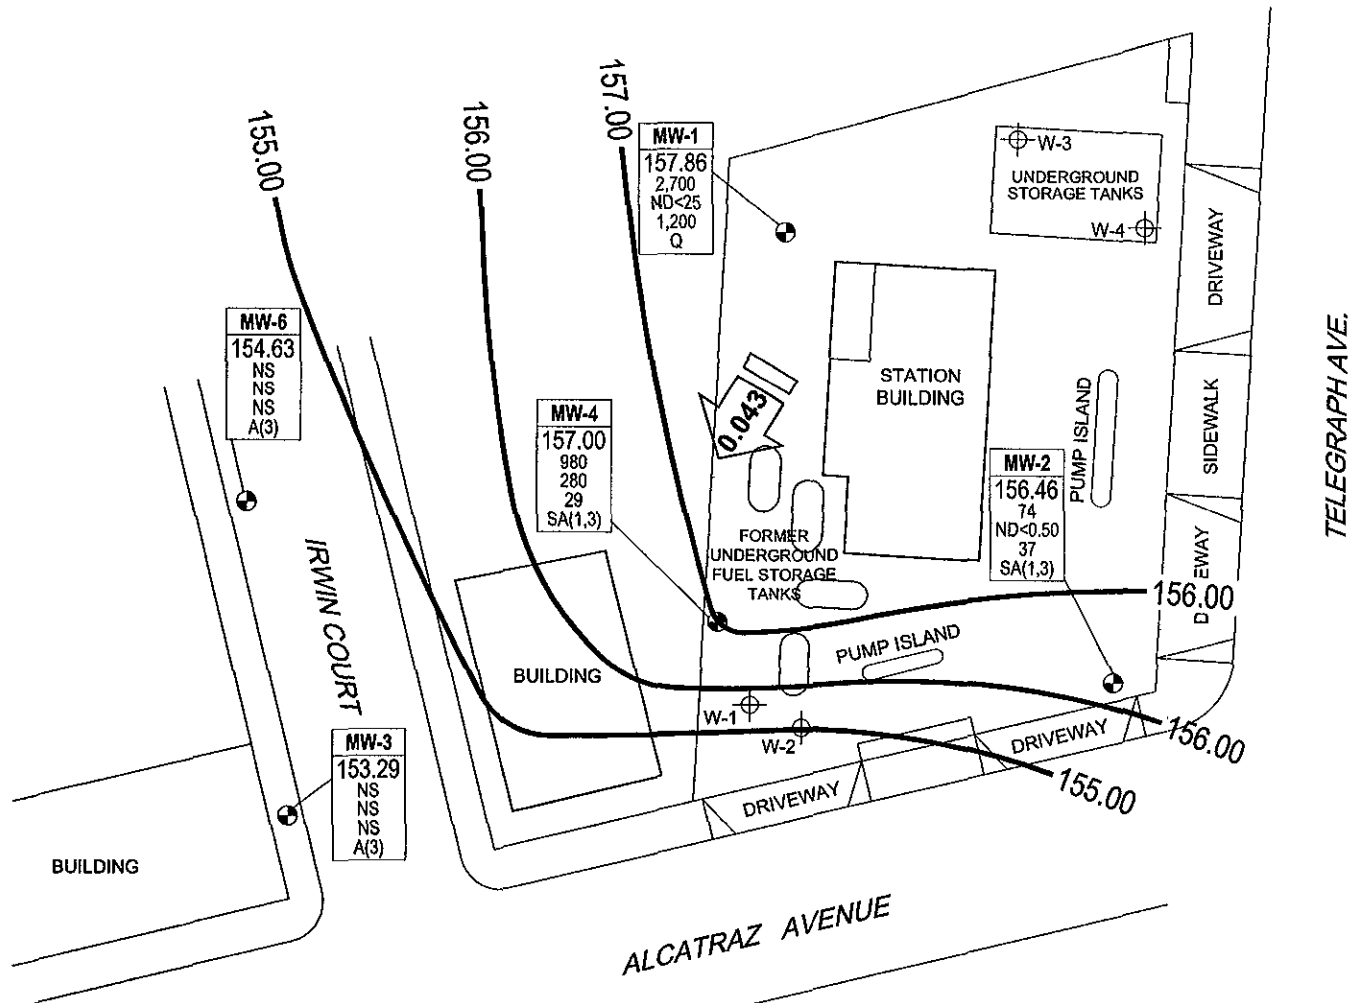 157.00
156.00
155.00
MW-1
157.86
2,700
ND<25
1,200
Q
W-3
UNDERGROUND
STORAGE TANKS
W-4
DRIVEWAY
TELEGRAPH AVE.
MW-6
154.63
NS
NS
NS
A(3)
STATION
BUILDING
0.043
PUMP ISLAND
SIDEWALK
MW-4
157.00
980
280
29
SA(1,3)
MW-2
156.46
74
ND<0.50
37
SA(1,3)
FORMER
UNDERGROUND
FUEL STORAGE
TANKS
D EWAY
156.00
IRWIN COURT
PUMP ISLAND
BUILDING
W-1
W-2
DRIVEWAY
156.00
MW-3
153.29
NS
NS
NS
A(3)
155.00
DRIVEWAY
BUILDING
ALCATRAZ AVENUE